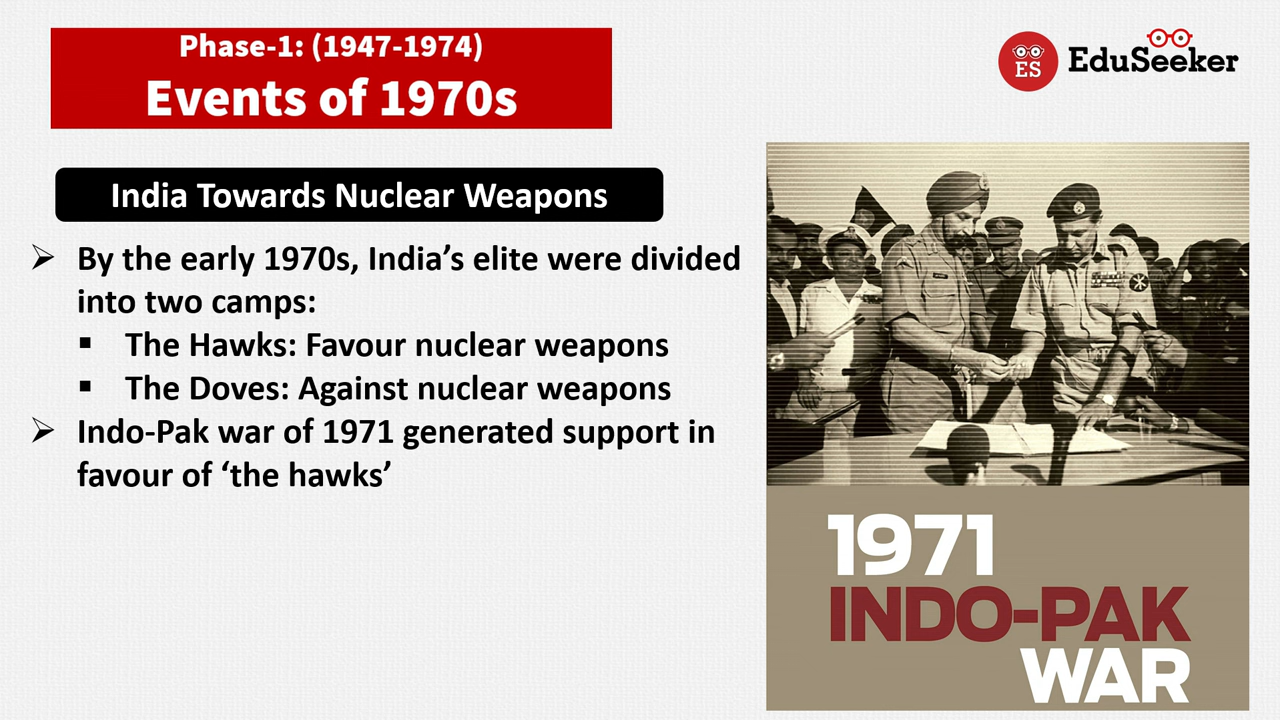 Phase-1: (1947-1974)
Events of 1970s
ES
EduSeeker
India Towards Nuclear Weapons
➢ By the early 1970s, India’s elite were divided
into two camps:
▪ The Hawks: Favour nuclear weapons
▪ The Doves: Against nuclear weapons
➢ Indo-Pak war of 1971 generated support in
favour of ‘the hawks’
1971
INDO-PAK
WAR